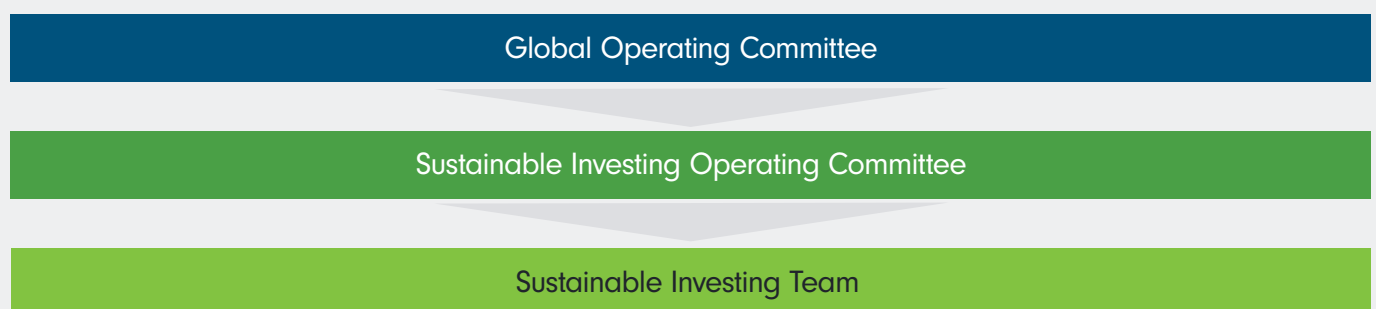 Global Operating Committee
Sustainable Investing Operating Committee
Sustainable Investing Team